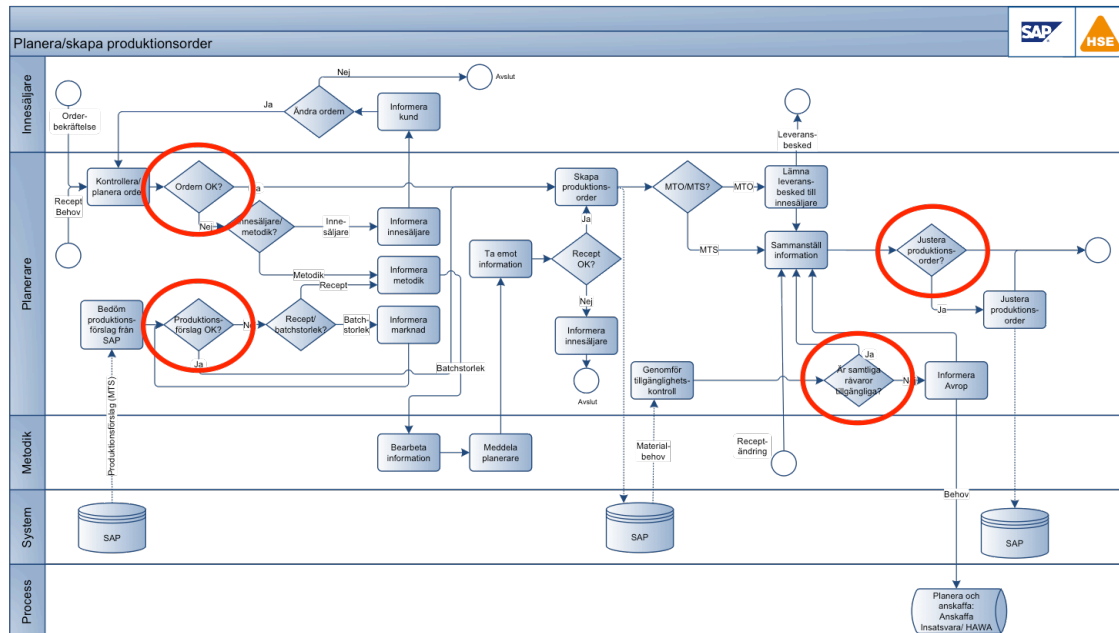 Planera/skapa produktionsorder
SAP
HSE
Innesäljare
Nej
Avslut
Order-
bekräftelse
Ja
Ändra ordern
Informera
kund
Leverans-
besked
Planerare
Kontrollera/
planera order
Ordern OK?
Ja
Recept
Behov
Nej
Innesäljare/
metodik?
Inne-
säljare
Informera
innesäljare
Skapa
produktions-
order
MTO/MTS?
MTO
Lämna
leverans-
besked till
innesäljare
Ja
Ta emot
information
Recept
OK?
MTS
Sammanställ
information
Justera
produktions-
order?
Metodik
Recept
Informera
metodik
Nej
Ja
Justera
produktions-
order
Bedöm
produktions-
förslag från
SAP
Produktions-
förslag OK?
Recept/
batchstorlek?
Batch-
storlek
Informera
marknad
Informera
innesäljare
Ja
Batchstorlek
Ja
Genomför
tillgänglighets-
kontroll
Är samtliga
råvaror
tillgängliga?
Informera
Avrop
Avslut
Produktionsförslag (MTS)
Metodik
Bearbeta
information
Meddela
planerare
Material-
behov
Recept-
ändring
Behov
System
SAP
SAP
SAP
Process
Planera och
anskaffa:
Anskaffa
Insatsvara/ HAWA